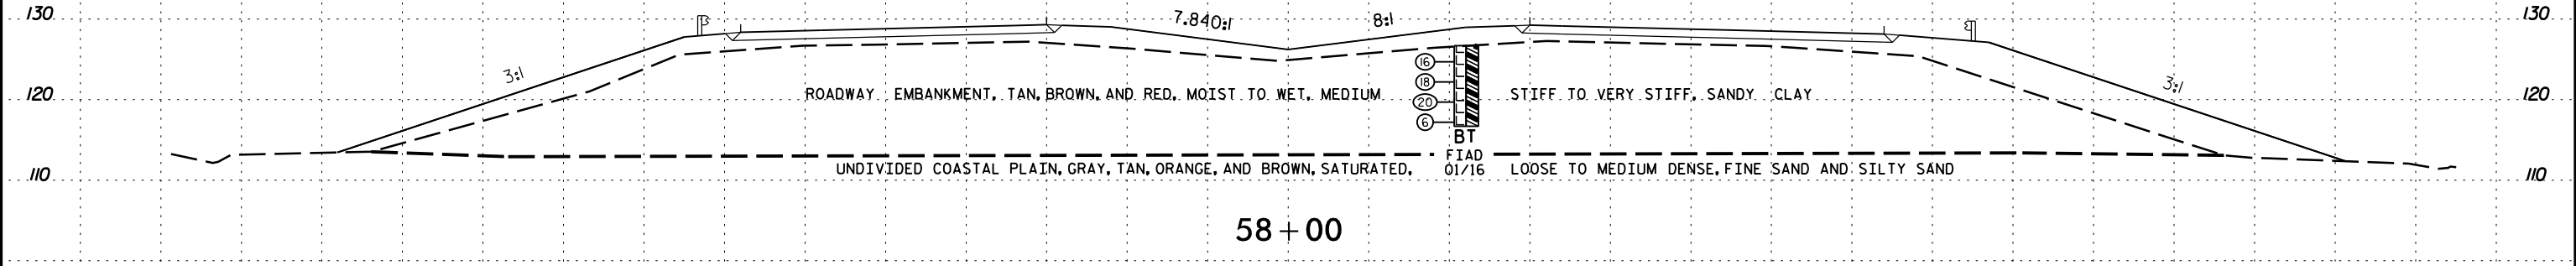 130 130
7.840:1 8:1
3:1 3:1
16
18
120 ROADWAY EMBANKMENT, TAN, BROWN, AND RED, MOIST TO WET, MEDIUM STIFF TO VERY STIFF, SANDY CLAY 120
20
6
BT
FIAD
110 UNDIVIDED COASTAL PLAIN, GRAY, TAN, ORANGE, AND BROWN, SATURATED, 01/16 LOOSE TO MEDIUM DENSE, FINE SAND AND SILTY SAND 110
58+00